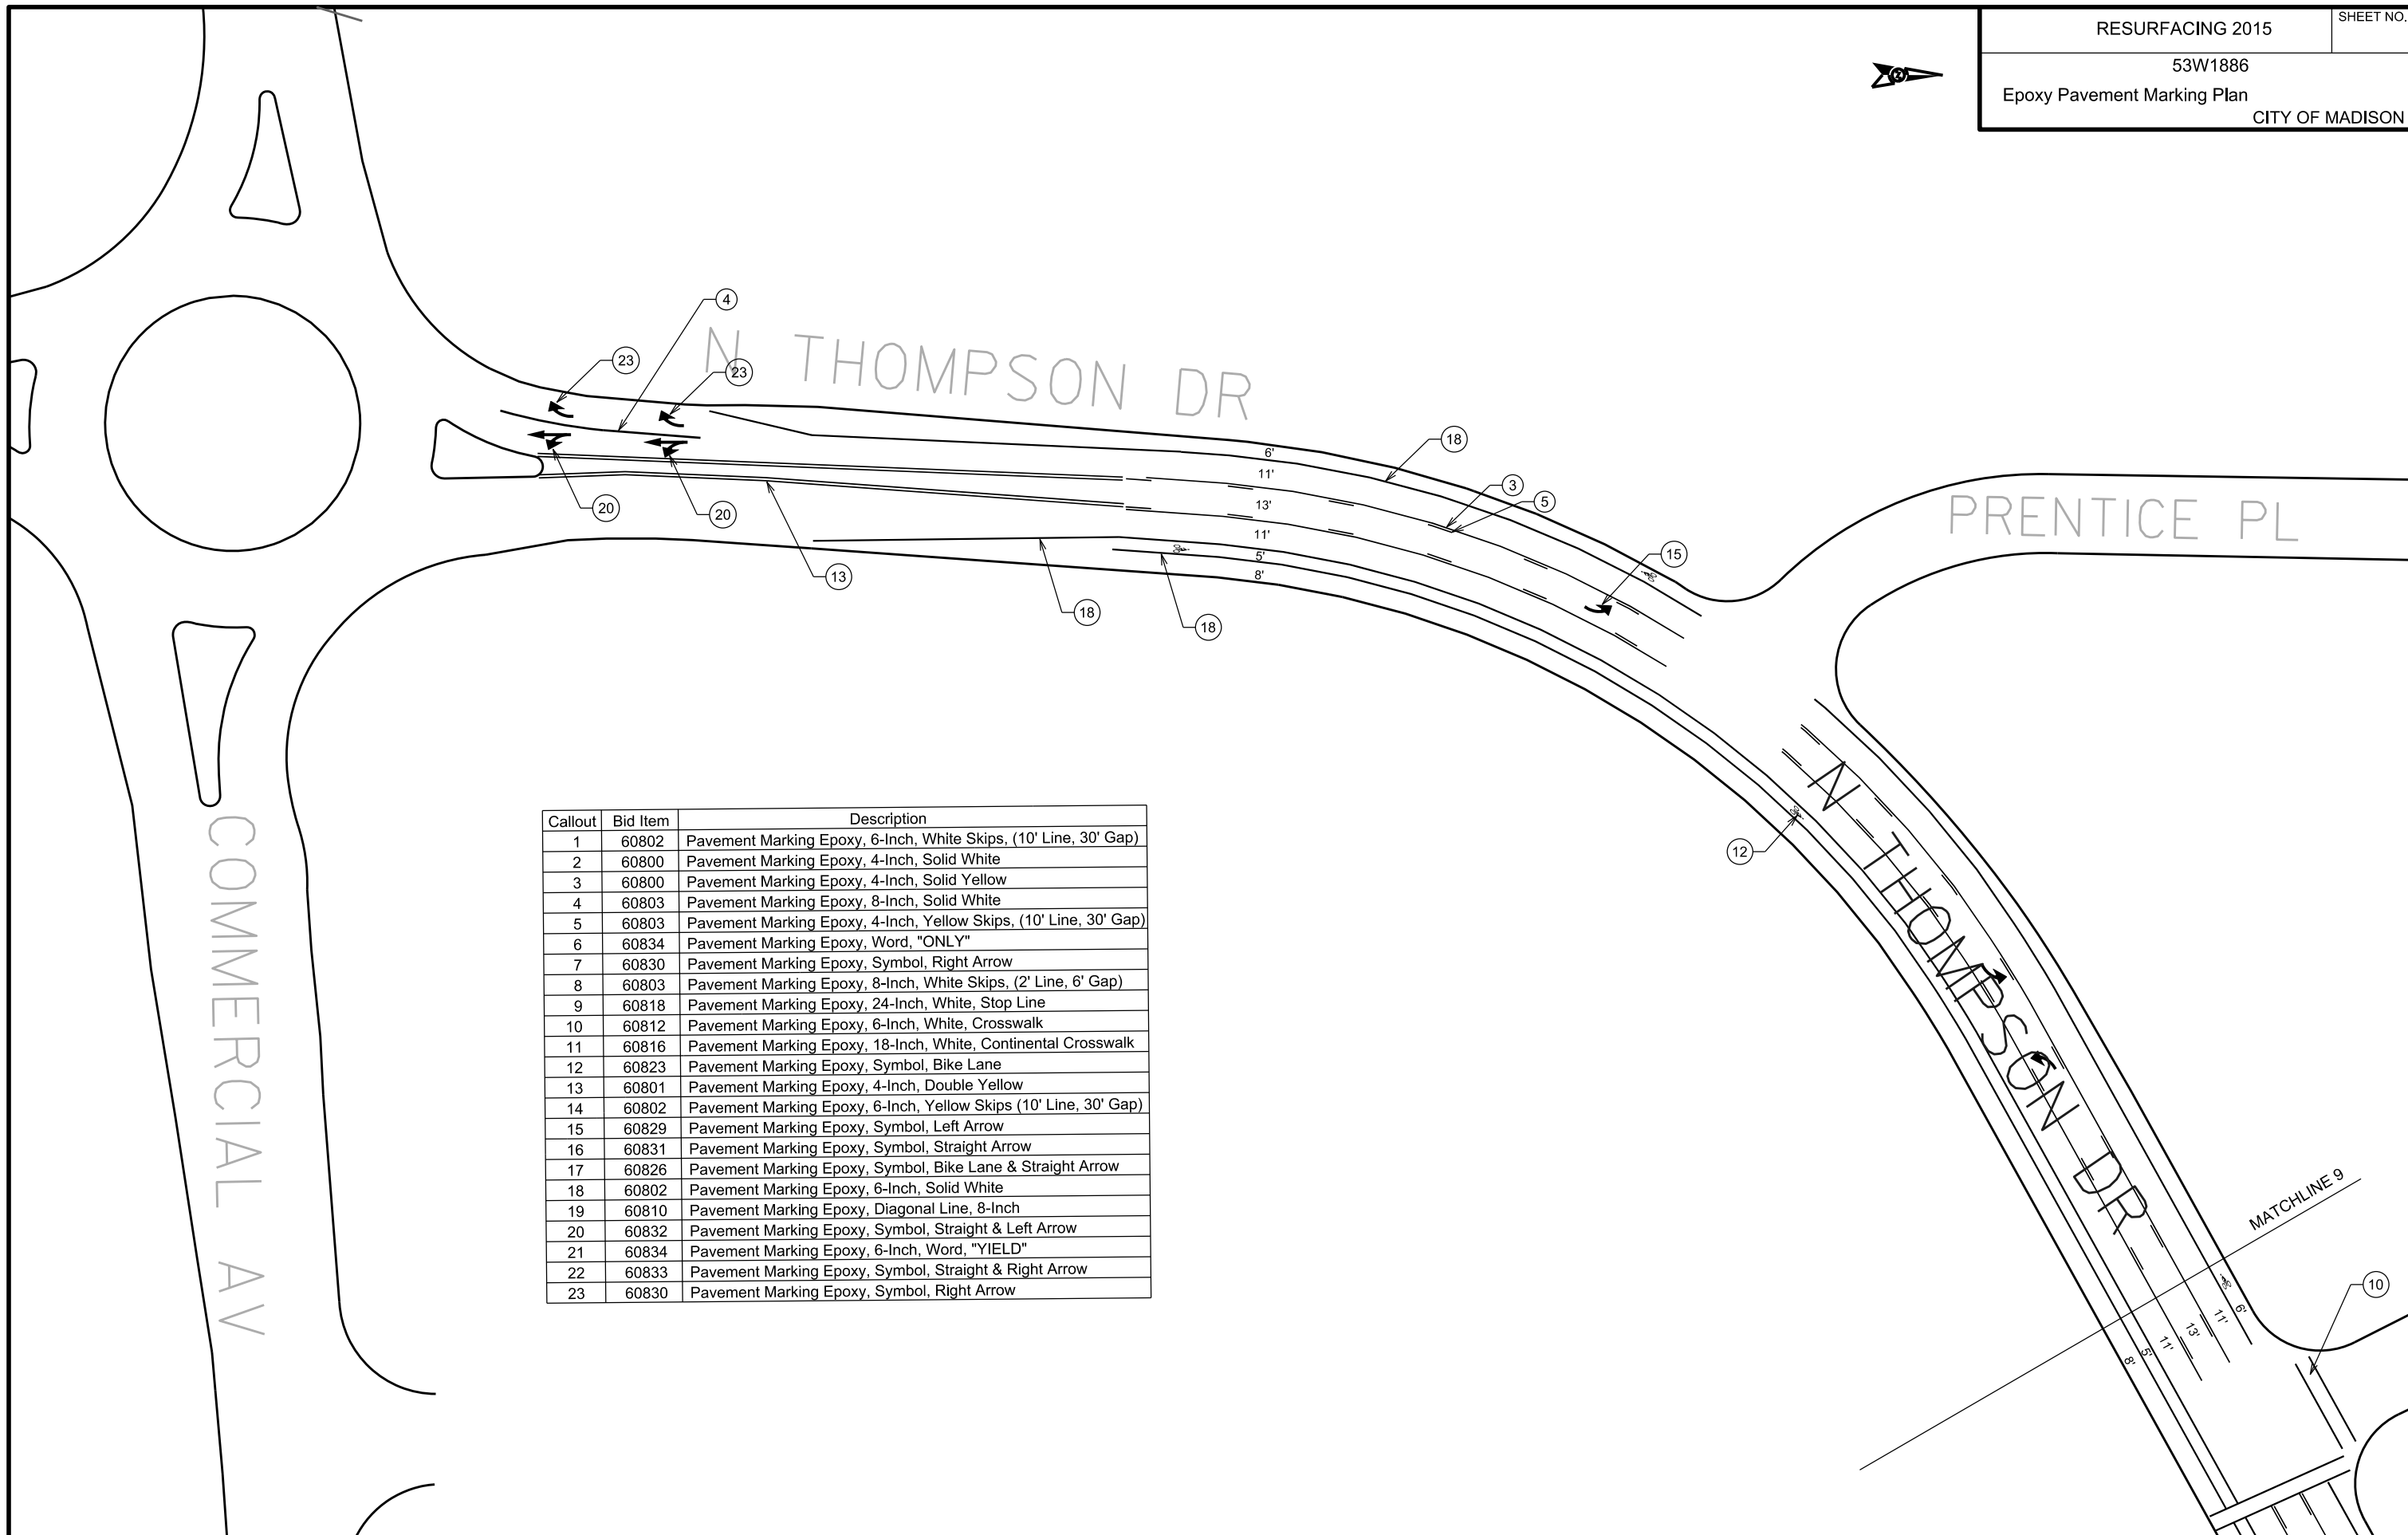 RESURFACING 2015
SHEET NO.
53W1886
Epoxy Pavement Marking Plan
CITY OF MADISON
4
23
23
N THOMPSON DR
18
6'
11'
3
5
13'
11'
5'
8'
20
20
13
18
18
15
PRENTICE PL
12
N THOMPSON DR
COMMERCIAL AV
Callout Bid Item Description
1 60802 Pavement Marking Epoxy, 6-Inch, White Skips, (10' Line, 30' Gap)
2 60800 Pavement Marking Epoxy, 4-Inch, Solid White
3 60800 Pavement Marking Epoxy, 4-Inch, Solid Yellow
4 60803 Pavement Marking Epoxy, 8-Inch, Solid White
5 60803 Pavement Marking Epoxy, 4-Inch, Yellow Skips, (10' Line, 30' Gap)
6 60834 Pavement Marking Epoxy, Word, "ONLY"
7 60830 Pavement Marking Epoxy, Symbol, Right Arrow
8 60803 Pavement Marking Epoxy, 8-Inch, White Skips, (2' Line, 6' Gap)
9 60818 Pavement Marking Epoxy, 24-Inch, White, Stop Line
10 60812 Pavement Marking Epoxy, 6-Inch, White, Crosswalk
11 60816 Pavement Marking Epoxy, 18-Inch, White, Continental Crosswalk
12 60823 Pavement Marking Epoxy, Symbol, Bike Lane
13 60801 Pavement Marking Epoxy, 4-Inch, Double Yellow
14 60802 Pavement Marking Epoxy, 6-Inch, Yellow Skips (10' Line, 30' Gap)
15 60829 Pavement Marking Epoxy, Symbol, Left Arrow
16 60831 Pavement Marking Epoxy, Symbol, Straight Arrow
17 60826 Pavement Marking Epoxy, Symbol, Bike Lane & Straight Arrow
18 60802 Pavement Marking Epoxy, 6-Inch, Solid White
19 60810 Pavement Marking Epoxy, Diagonal Line, 8-Inch
20 60832 Pavement Marking Epoxy, Symbol, Straight & Left Arrow
21 60834 Pavement Marking Epoxy, 6-Inch, Word, "YIELD"
22 60833 Pavement Marking Epoxy, Symbol, Straight & Right Arrow
23 60830 Pavement Marking Epoxy, Symbol, Right Arrow
MATCHLINE 9
10
6'
11'
13'
11'
5'
8'